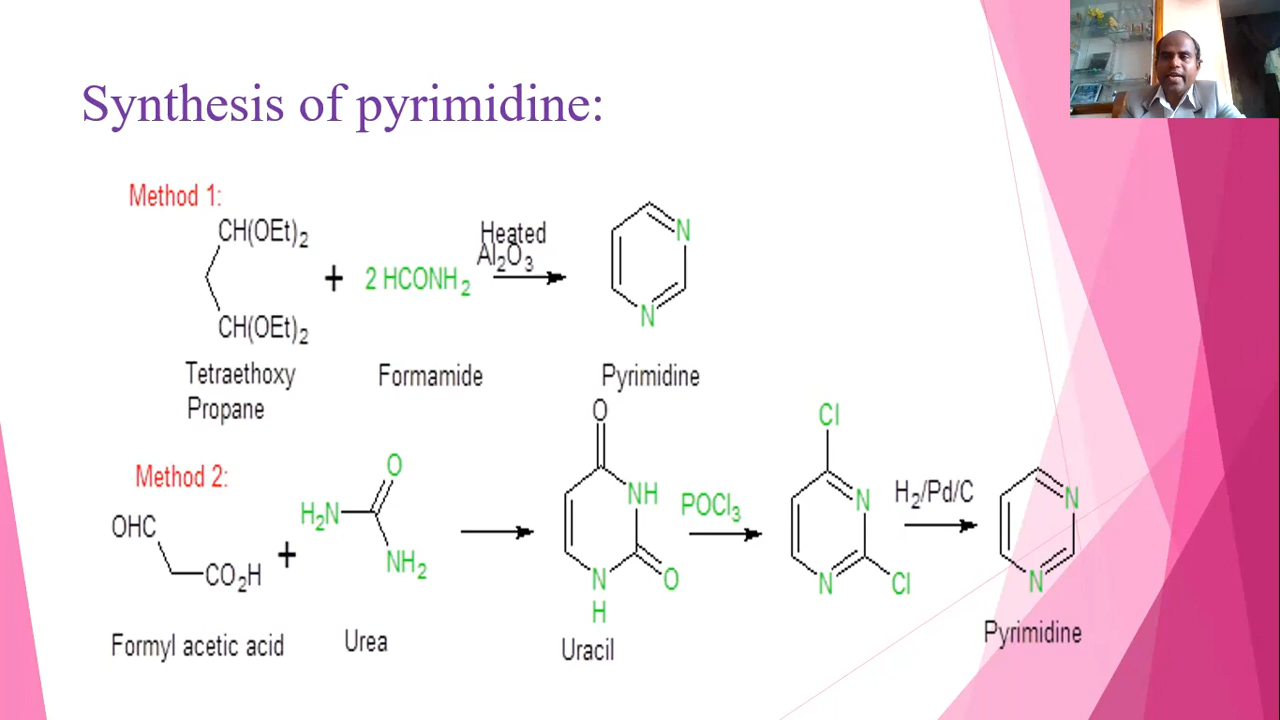 Synthesis of pyrimidine:
Method 1:
CH(OEt)₂
CH(OEt)₂
+
2 HCONH₂
Heated
Al₂O₃
N
N
Tetraethoxy
Propane
Formamide
Pyrimidine
Method 2:
OHC
CO₂H
+
O
H₂N
NH₂
O
NH
N
H
O
POCl₃
Cl
N
N
Cl
H₂/Pd/C
N
N
Formyl acetic acid
Urea
Uracil
Pyrimidine